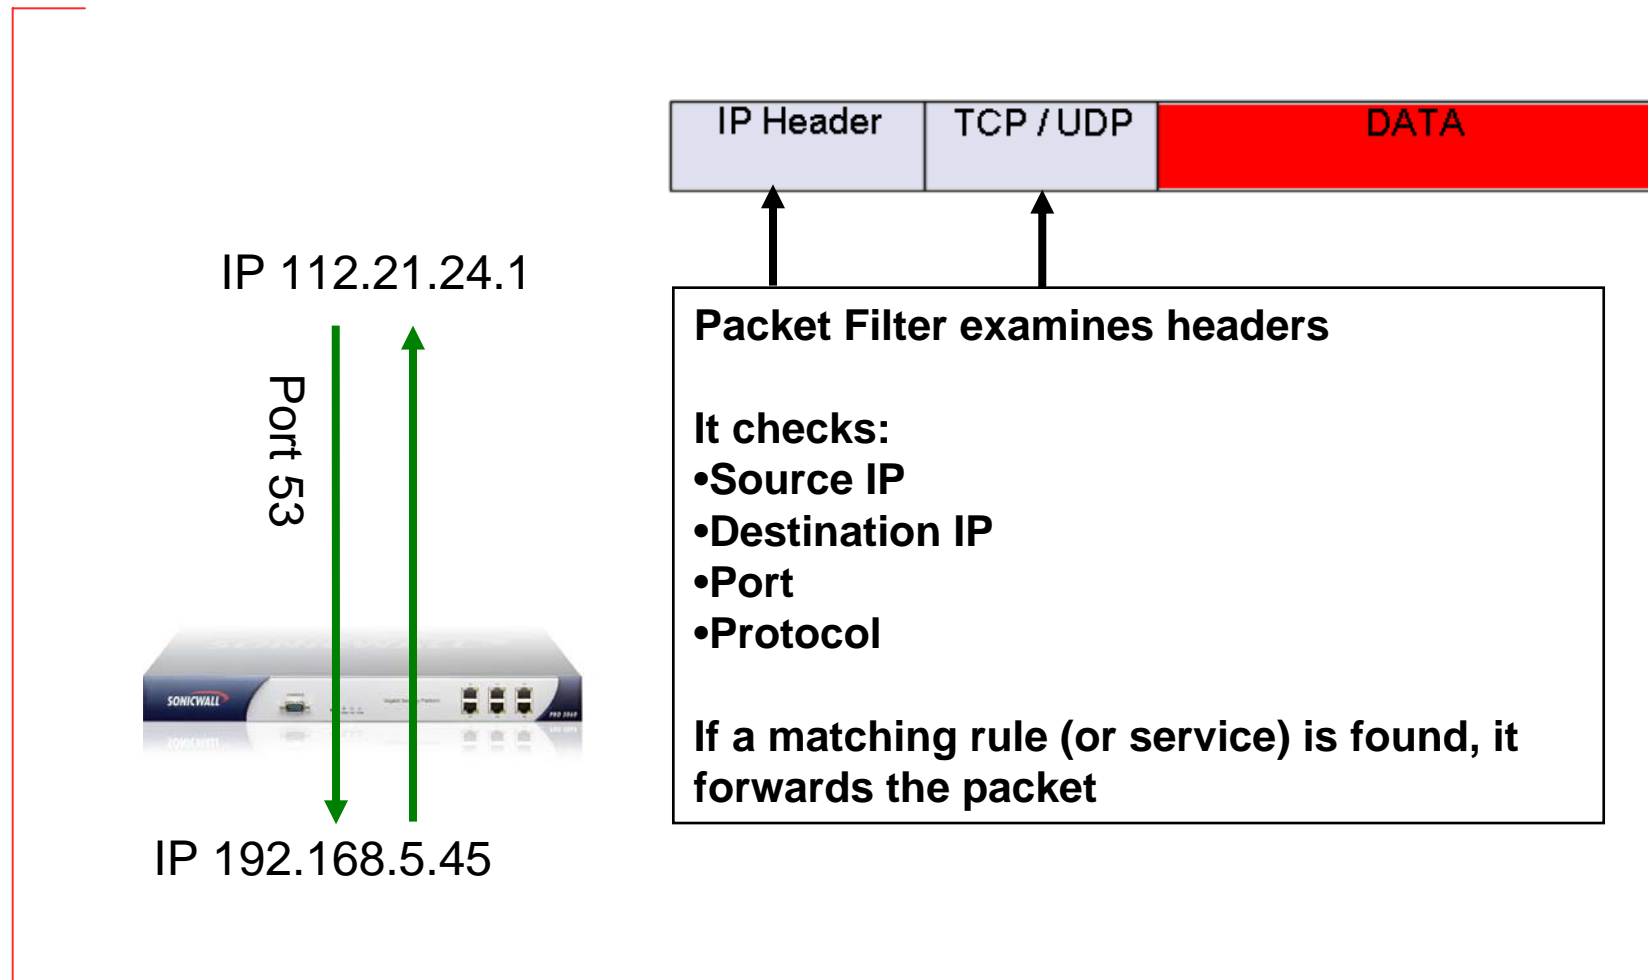 IP Header TCP / UDP DATA
IP 112.21.24.1
Port 53
SONICWALL
PRO 5060
IP 192.168.5.45
Packet Filter examines headers
It checks:
•Source IP
•Destination IP
•Port
•Protocol
If a matching rule (or service) is found, it
forwards the packet